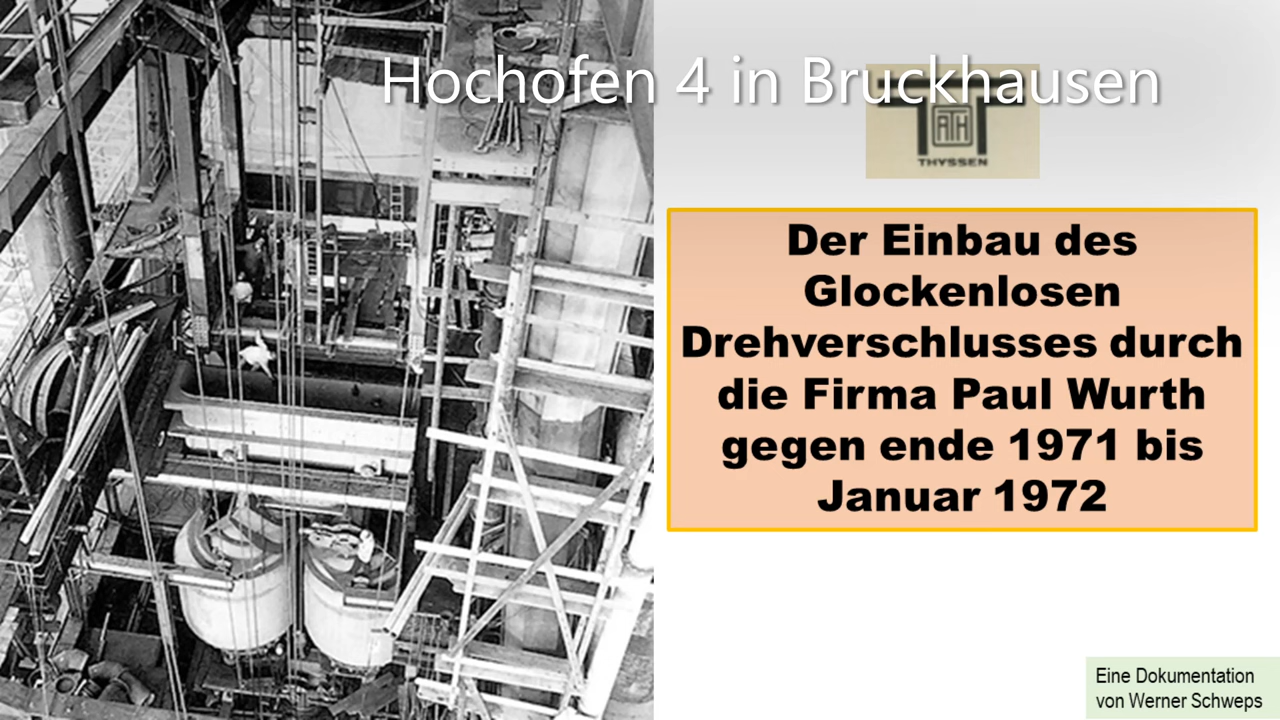 Hochofen 4 in Bruckhausen
ATH
THYSSEN
Der Einbau des
Glockenlosen
Drehverschlusses durch
die Firma Paul Wurth
gegen ende 1971 bis
Januar 1972
Eine Dokumentation
von Werner Schweps